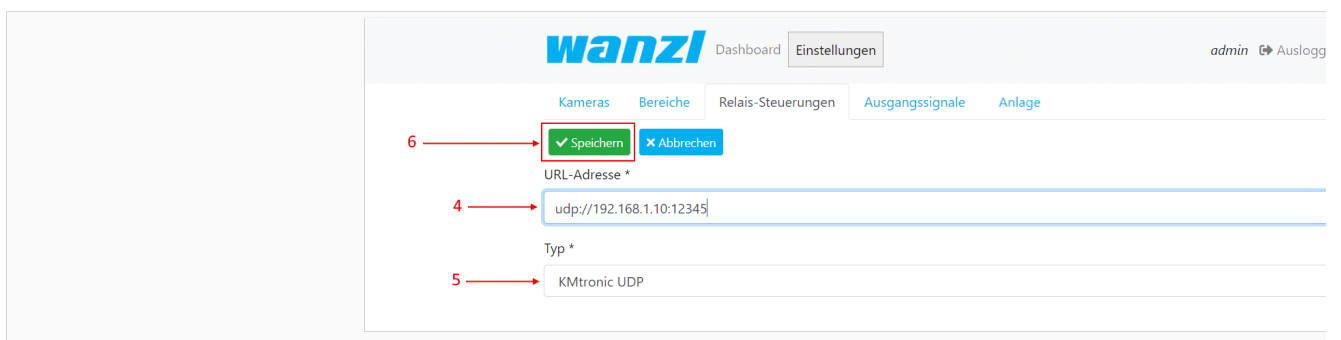 wanzl Dashboard Einstellungen admin Auslogg
Kameras Bereiche Relais-Steuerungen Ausgangssignale Anlage
6 Speichern Abbrechen
URL-Adresse *
4 udp://192.168.1.10:12345
Typ *
5 KMtronic UDP